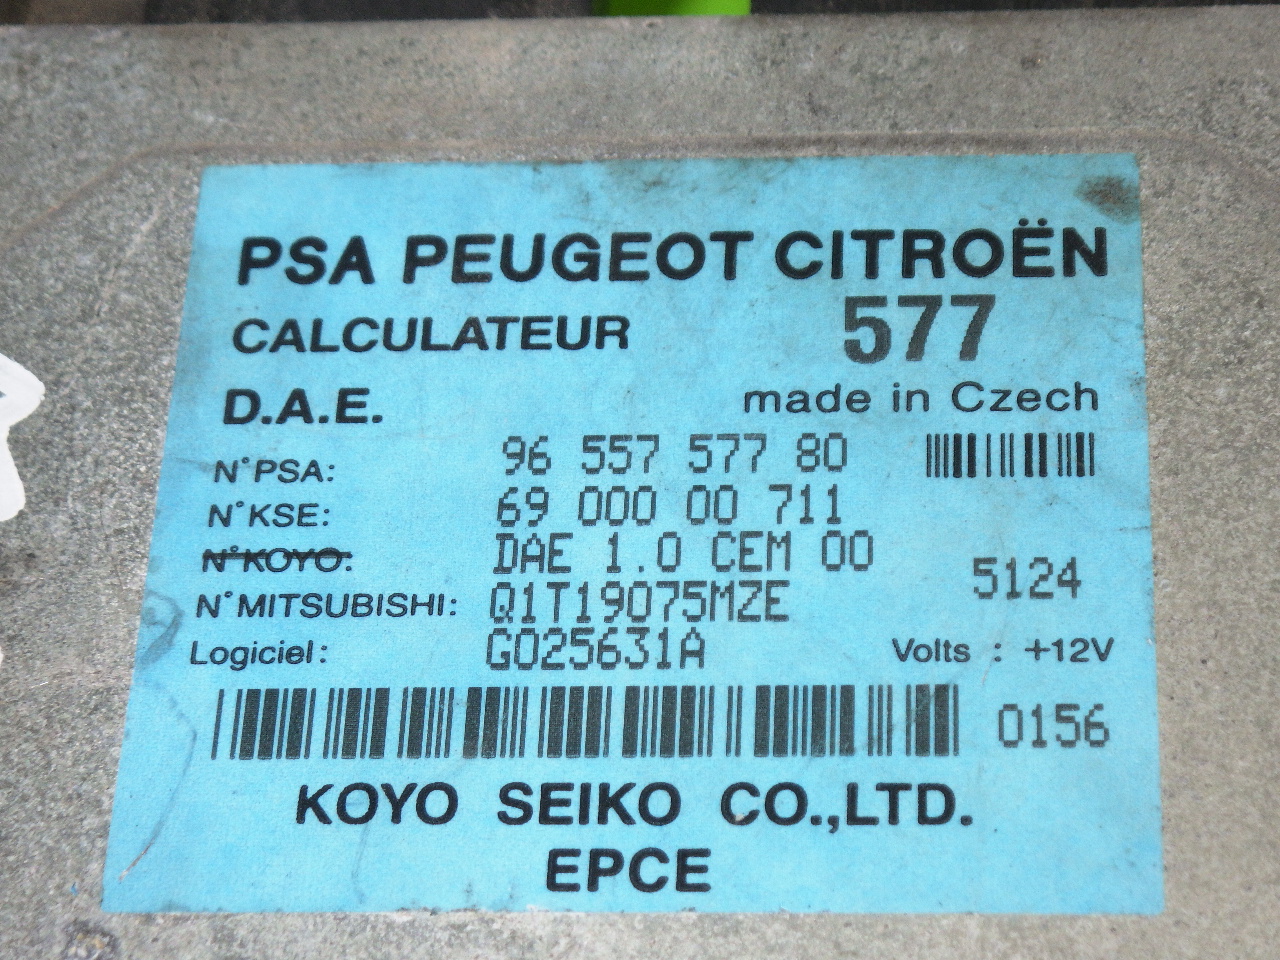 PSA PEUGEOT CITROËN
CALCULATEUR 577
D.A.E. made in Czech
N°PSA: 96 557 577 80
N°KSE: 69 000 00 711
N°KOYO: DAE 1.0 CEM 00
5124
N°MITSUBISHI: Q1T19075MZE
Logiciel: G025631A Volts : +12V
0156
KOYO SEIKO CO.,LTD.
EPCE